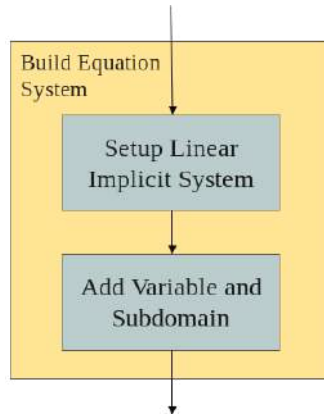 Build Equation
System
Setup Linear
Implicit System
Add Variable and
Subdomain